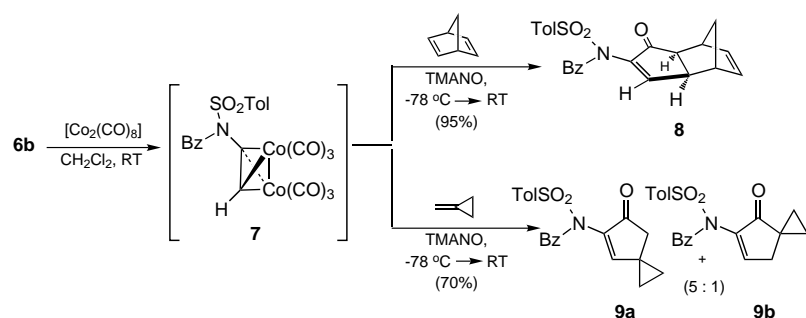 6b
[Co2(CO)8]
CH2Cl2, RT
SO2Tol
N
Bz
Co(CO)3
Co(CO)3
H
7
TMANO,
-78 °C → RT
(95%)
TolSO2
N
Bz
O
H
H
H
8
TMANO,
-78 °C → RT
(70%)
TolSO2
N
Bz
O
9a
+
(5 : 1)
TolSO2
N
Bz
O
9b